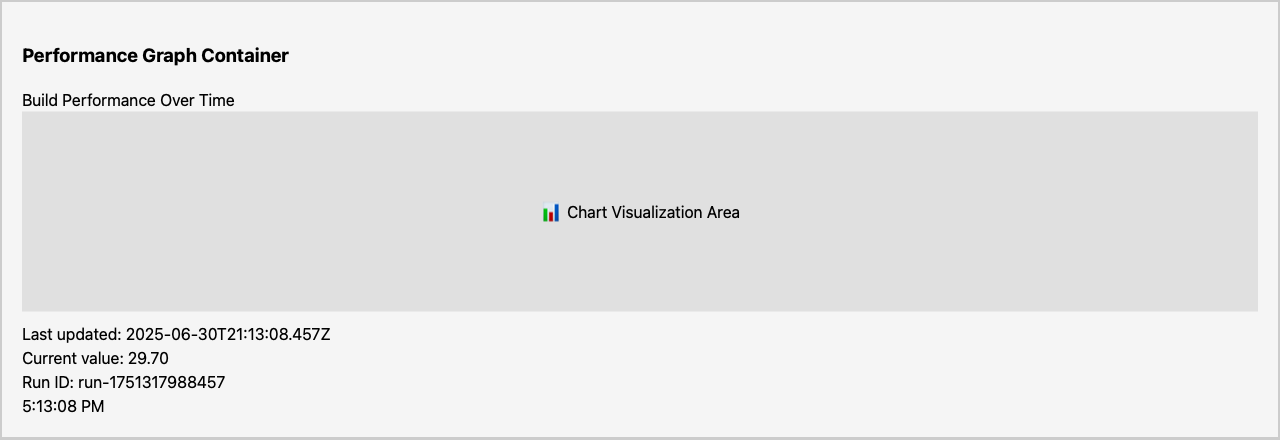 Performance Graph Container
Build Performance Over Time
📊 Chart Visualization Area
Last updated: 2025-06-30T21:13:08.457Z
Current value: 29.70
Run ID: run-1751317988457
5:13:08 PM